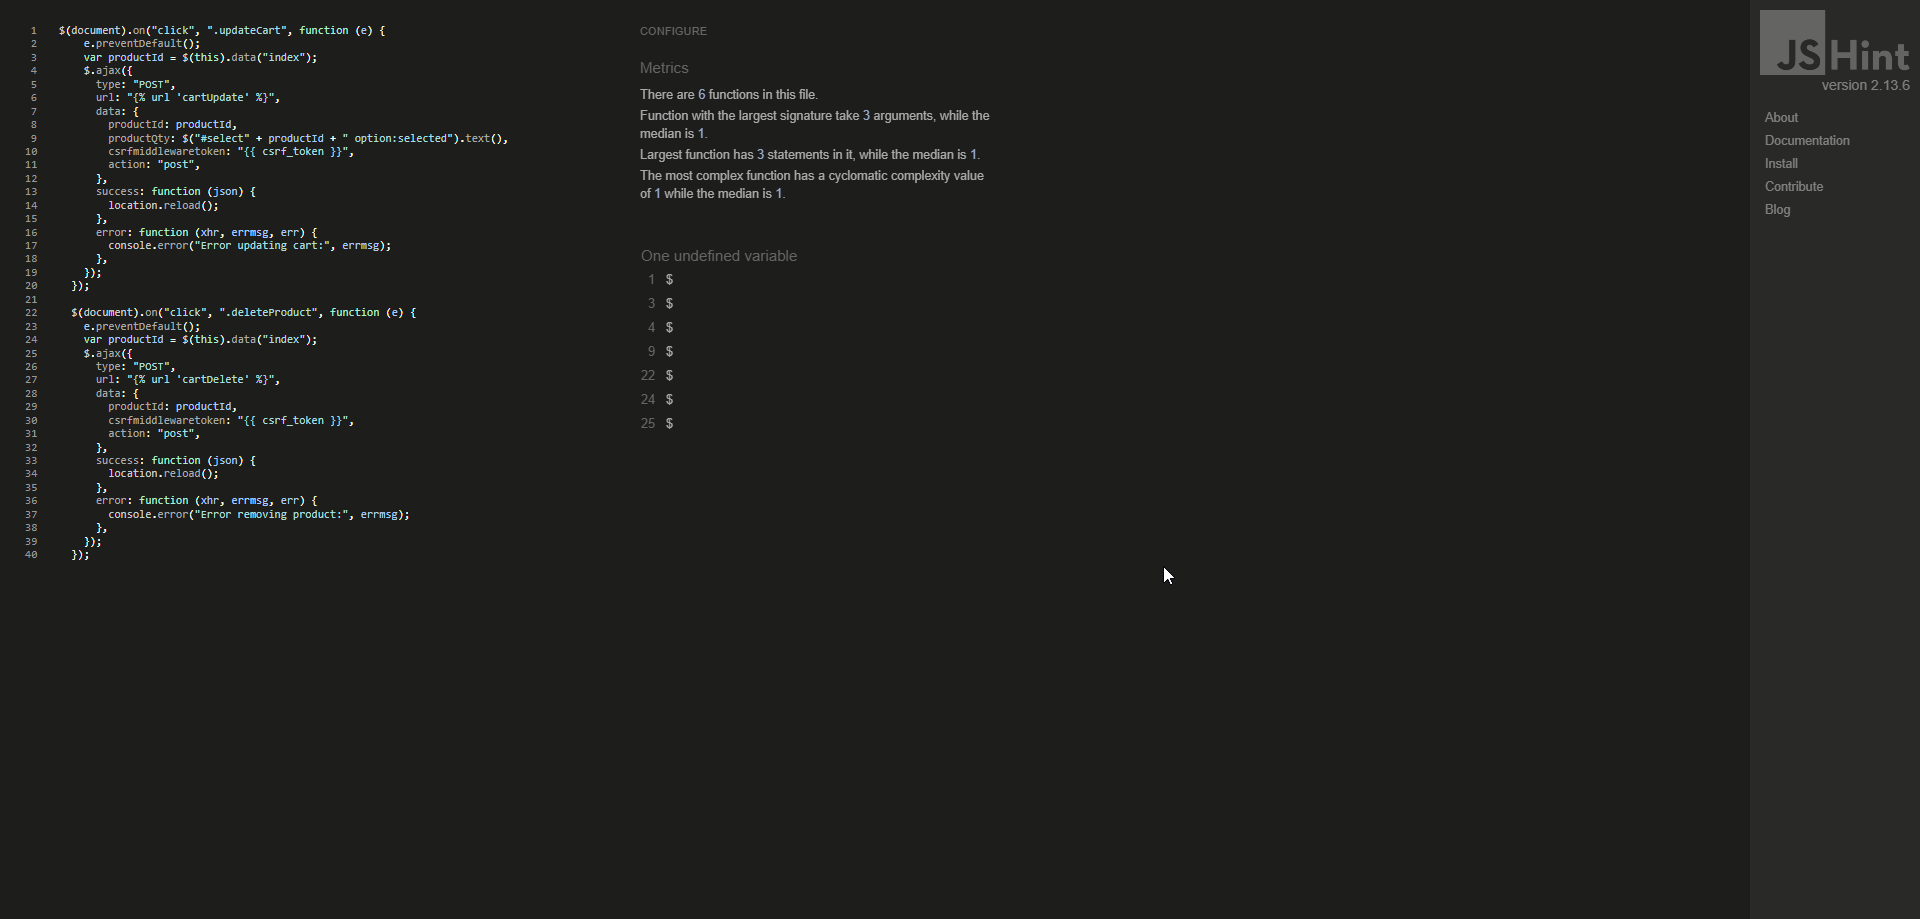 1 $(document).on("click", ".updateCart", function (e) {
2 e.preventDefault();
3 var productId = $(this).data("index");
4 $.ajax({
5 type: "POST",
6 url: "{% url 'cartUpdate' %}",
7 data: {
8 productId: productId,
9 productQty: $("#select" + productId + " option:selected").text(),
10 csrfmiddlewaretoken: "{{ csrf_token }}",
11 action: "post",
12 },
13 success: function (json) {
14 location.reload();
15 },
16 error: function (xhr, errmsg, err) {
17 console.error("Error updating cart:", errmsg);
18 },
19 });
20 });
21
22 $(document).on("click", ".deleteProduct", function (e) {
23 e.preventDefault();
24 var productId = $(this).data("index");
25 $.ajax({
26 type: "POST",
27 url: "{% url 'cartDelete' %}",
28 data: {
29 productId: productId,
30 csrfmiddlewaretoken: "{{ csrf_token }}",
31 action: "post",
32 },
33 success: function (json) {
34 location.reload();
35 },
36 error: function (xhr, errmsg, err) {
37 console.error("Error removing product:", errmsg);
38 },
39 });
40 });
CONFIGURE
Metrics
There are 6 functions in this file.
Function with the largest signature take 3 arguments, while the
median is 1.
Largest function has 3 statements in it, while the median is 1.
The most complex function has a cyclomatic complexity value
of 1 while the median is 1.
One undefined variable
1 $
3 $
4 $
9 $
22 $
24 $
25 $
JSHint
version 2.13.6
About
Documentation
Install
Contribute
Blog